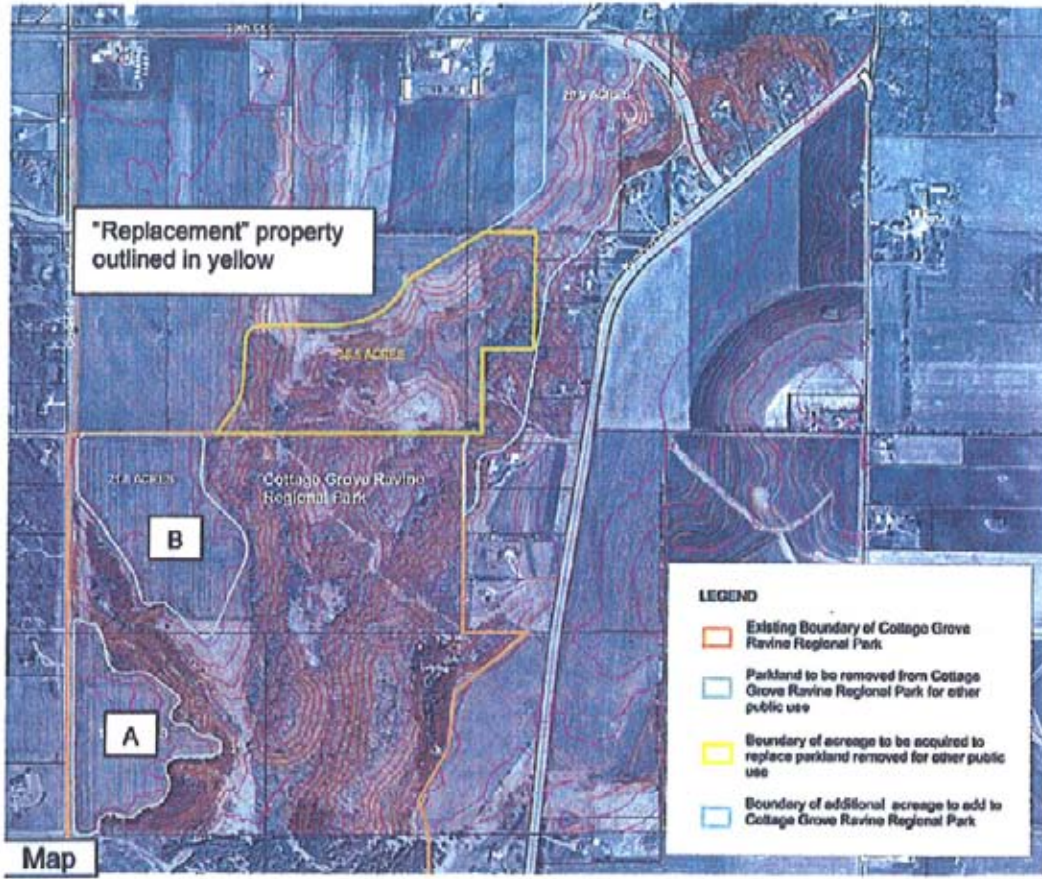 "Replacement" property
outlined in yellow
Cottage Grove Ravine
Regional Park
B
A
LEGEND
Existing Boundary of Cottage Grove
Ravine Regional Park
Parkland to be removed from Cottage
Grove Ravine Regional Park for other
public use
Boundary of acreage to be acquired to
replace parkland removed for other public
use
Boundary of additional acreage to add to
Cottage Grove Ravine Regional Park
Map
ACRES
ACRES
ACRES